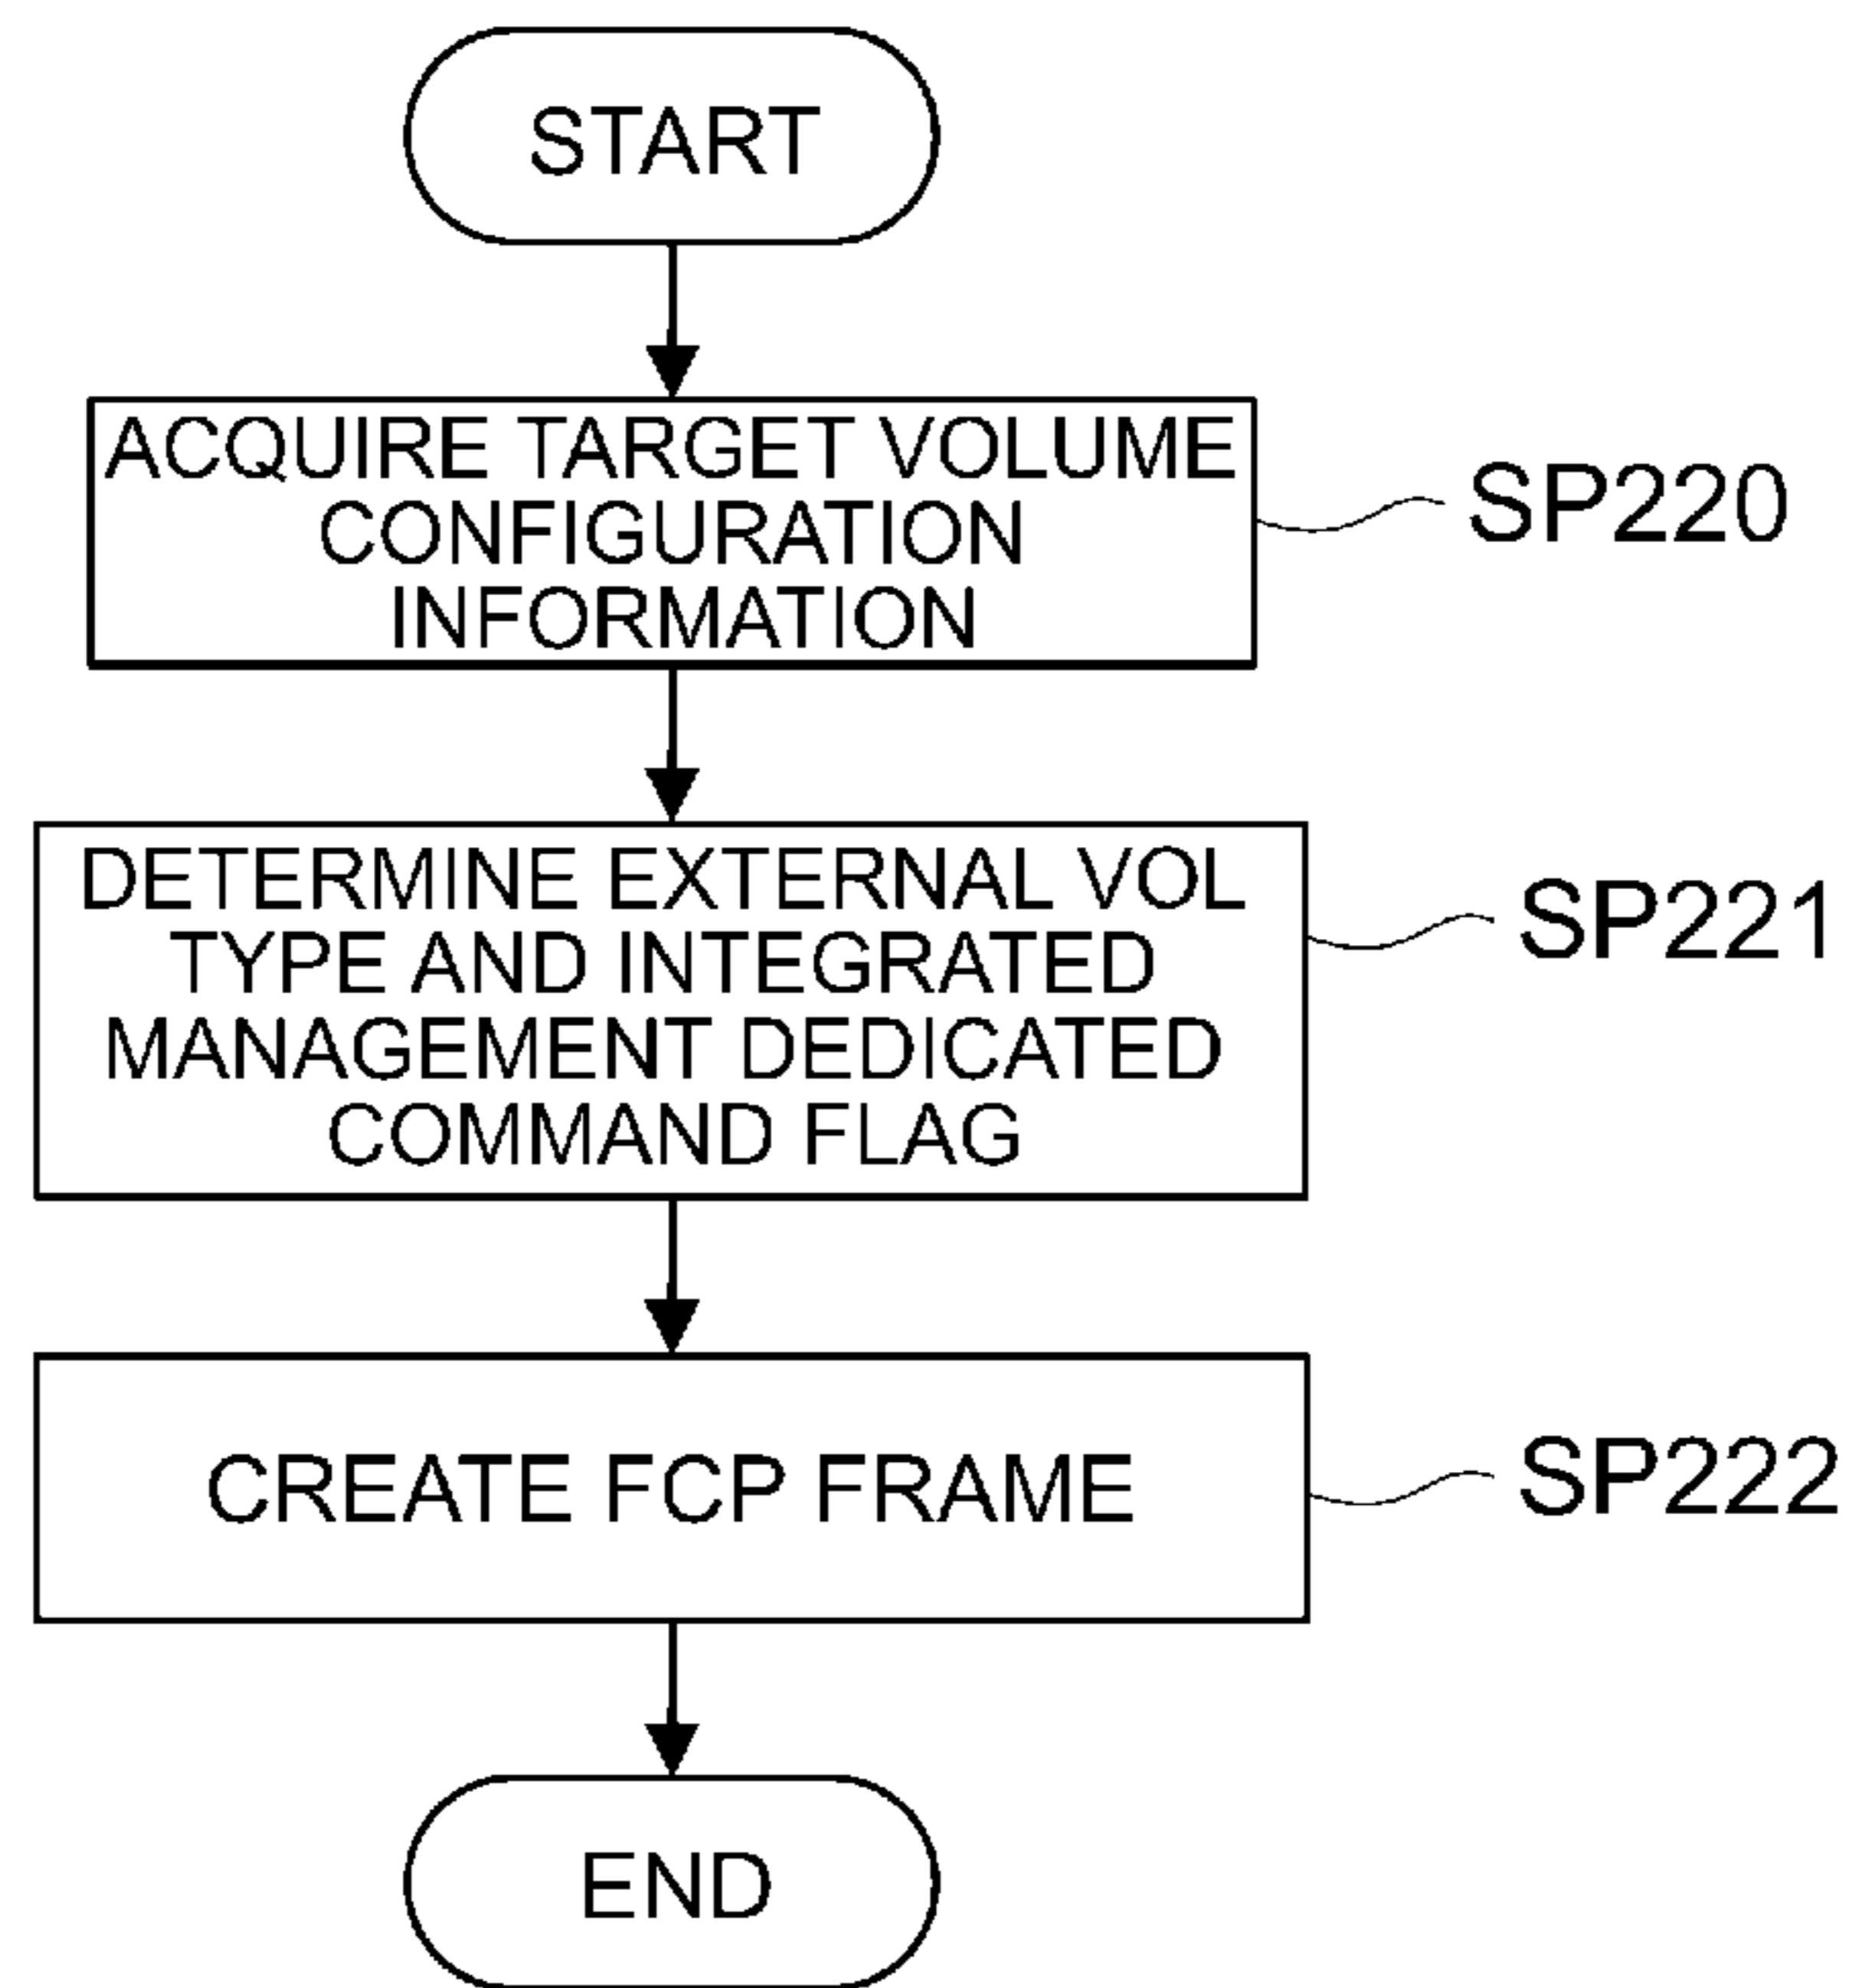 START
ACQUIRE TARGET VOLUME
CONFIGURATION
INFORMATION
SP220
DETERMINE EXTERNAL VOL
TYPE AND INTEGRATED
MANAGEMENT DEDICATED
COMMAND FLAG
SP221
CREATE FCP FRAME
SP222
END